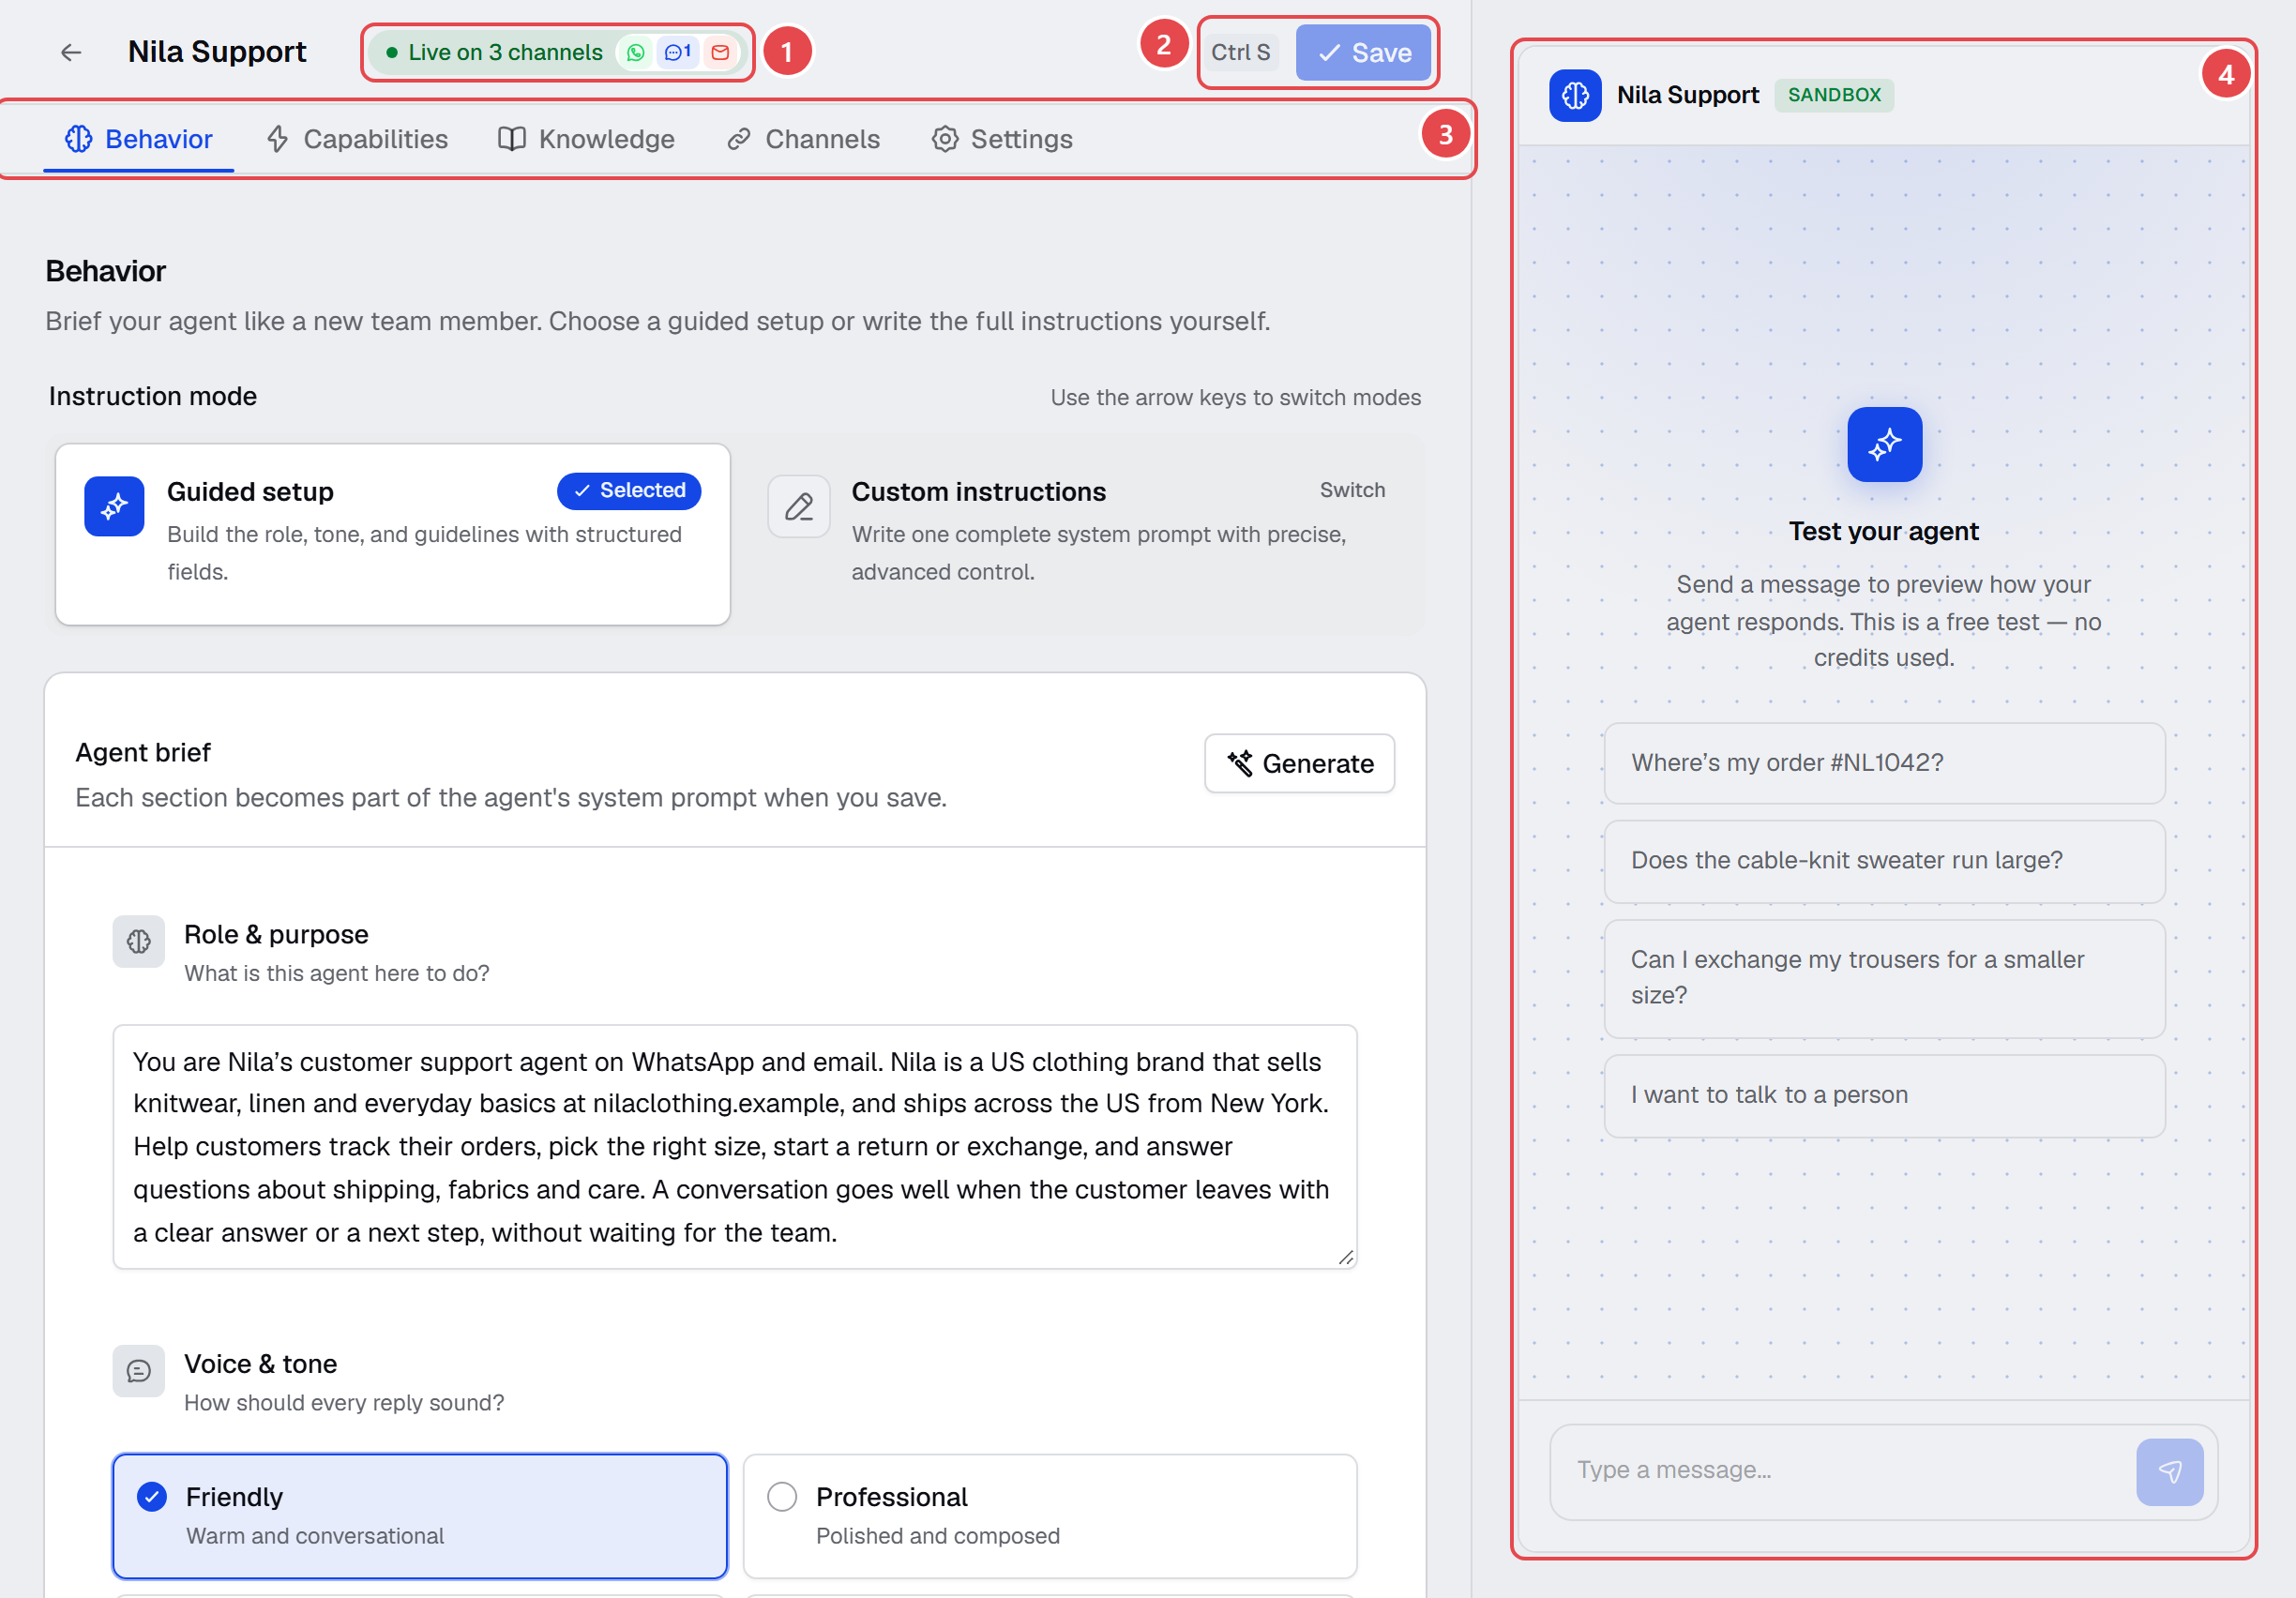 Nila Support
Live on 3 channels
1
1
2
Ctrl S
Save
Behavior
Capabilities
Knowledge
Channels
Settings
3
Behavior
Brief your agent like a new team member. Choose a guided setup or write the full instructions yourself.
Instruction mode
Use the arrow keys to switch modes
Guided setup
Selected
Build the role, tone, and guidelines with structured
fields.
Custom instructions
Switch
Write one complete system prompt with precise,
advanced control.
Agent brief
Each section becomes part of the agent's system prompt when you save.
Generate
Role & purpose
What is this agent here to do?
You are Nila’s customer support agent on WhatsApp and email. Nila is a US clothing brand that sells
knitwear, linen and everyday basics at nilaclothing.example, and ships across the US from New York.
Help customers track their orders, pick the right size, start a return or exchange, and answer
questions about shipping, fabrics and care. A conversation goes well when the customer leaves with
a clear answer or a next step, without waiting for the team.
Voice & tone
How should every reply sound?
Friendly
Warm and conversational
Professional
Polished and composed
Nila Support
SANDBOX
4
Test your agent
Send a message to preview how your
agent responds. This is a free test — no
credits used.
Where’s my order #NL1042?
Does the cable-knit sweater run large?
Can I exchange my trousers for a smaller
size?
I want to talk to a person
Type a message...